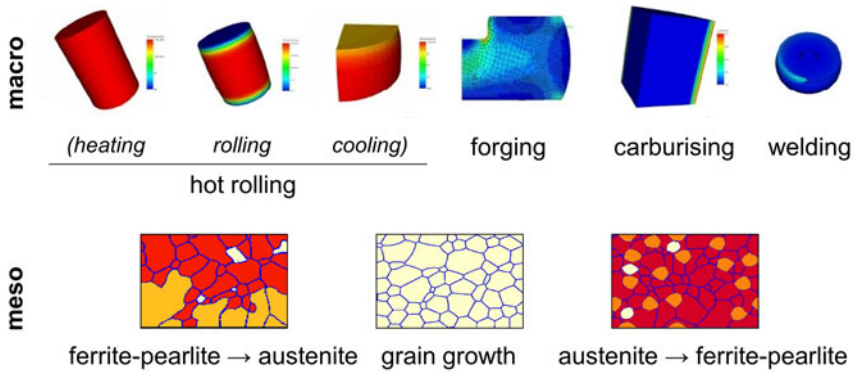 macro
(heating rolling cooling) forging carburising welding
hot rolling
meso
ferrite-pearlite → austenite grain growth austenite → ferrite-pearlite